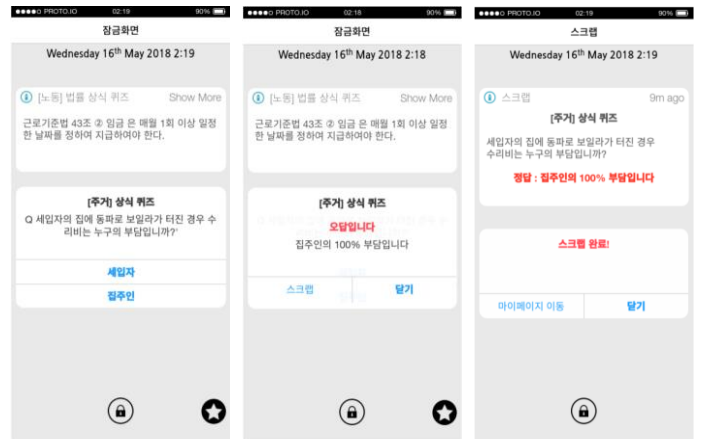 ●●●●○ PROTO.IO 02:19 90%
잠금화면
Wednesday 16th May 2018 2:19
[노동] 법률 상식 퀴즈 Show More
근로기준법 43조 ② 임금 은 매월 1회 이상 일정
한 날짜를 정하여 지급하여야 한다.
[주거] 상식 퀴즈
Q 세입자의 집에 동파로 보일라가 터진 경우 수
리비는 누구의 부담입니까?'
세입자
집주인
●●●●○ PROTO.IO 02:18 90%
잠금화면
Wednesday 16th May 2018 2:18
[노동] 법률 상식 퀴즈 Show More
근로기준법 43조 ② 임금 은 매월 1회 이상 일정
한 날짜를 정하여 지급하여야 한다.
[주거] 상식 퀴즈
오답입니다
집주인의 100% 부담입니다
스크랩 닫기
●●●●○ PROTO.IO 02:19 90%
스크랩
Wednesday 16th May 2018 2:19
스크랩 9m ago
[주거] 상식 퀴즈
세입자의 집에 동파로 보일라가 터진 경우
수리비는 누구의 부담입니까?
정답 : 집주인의 100% 부담입니다
스크랩 완료!
마이페이지 이동 닫기